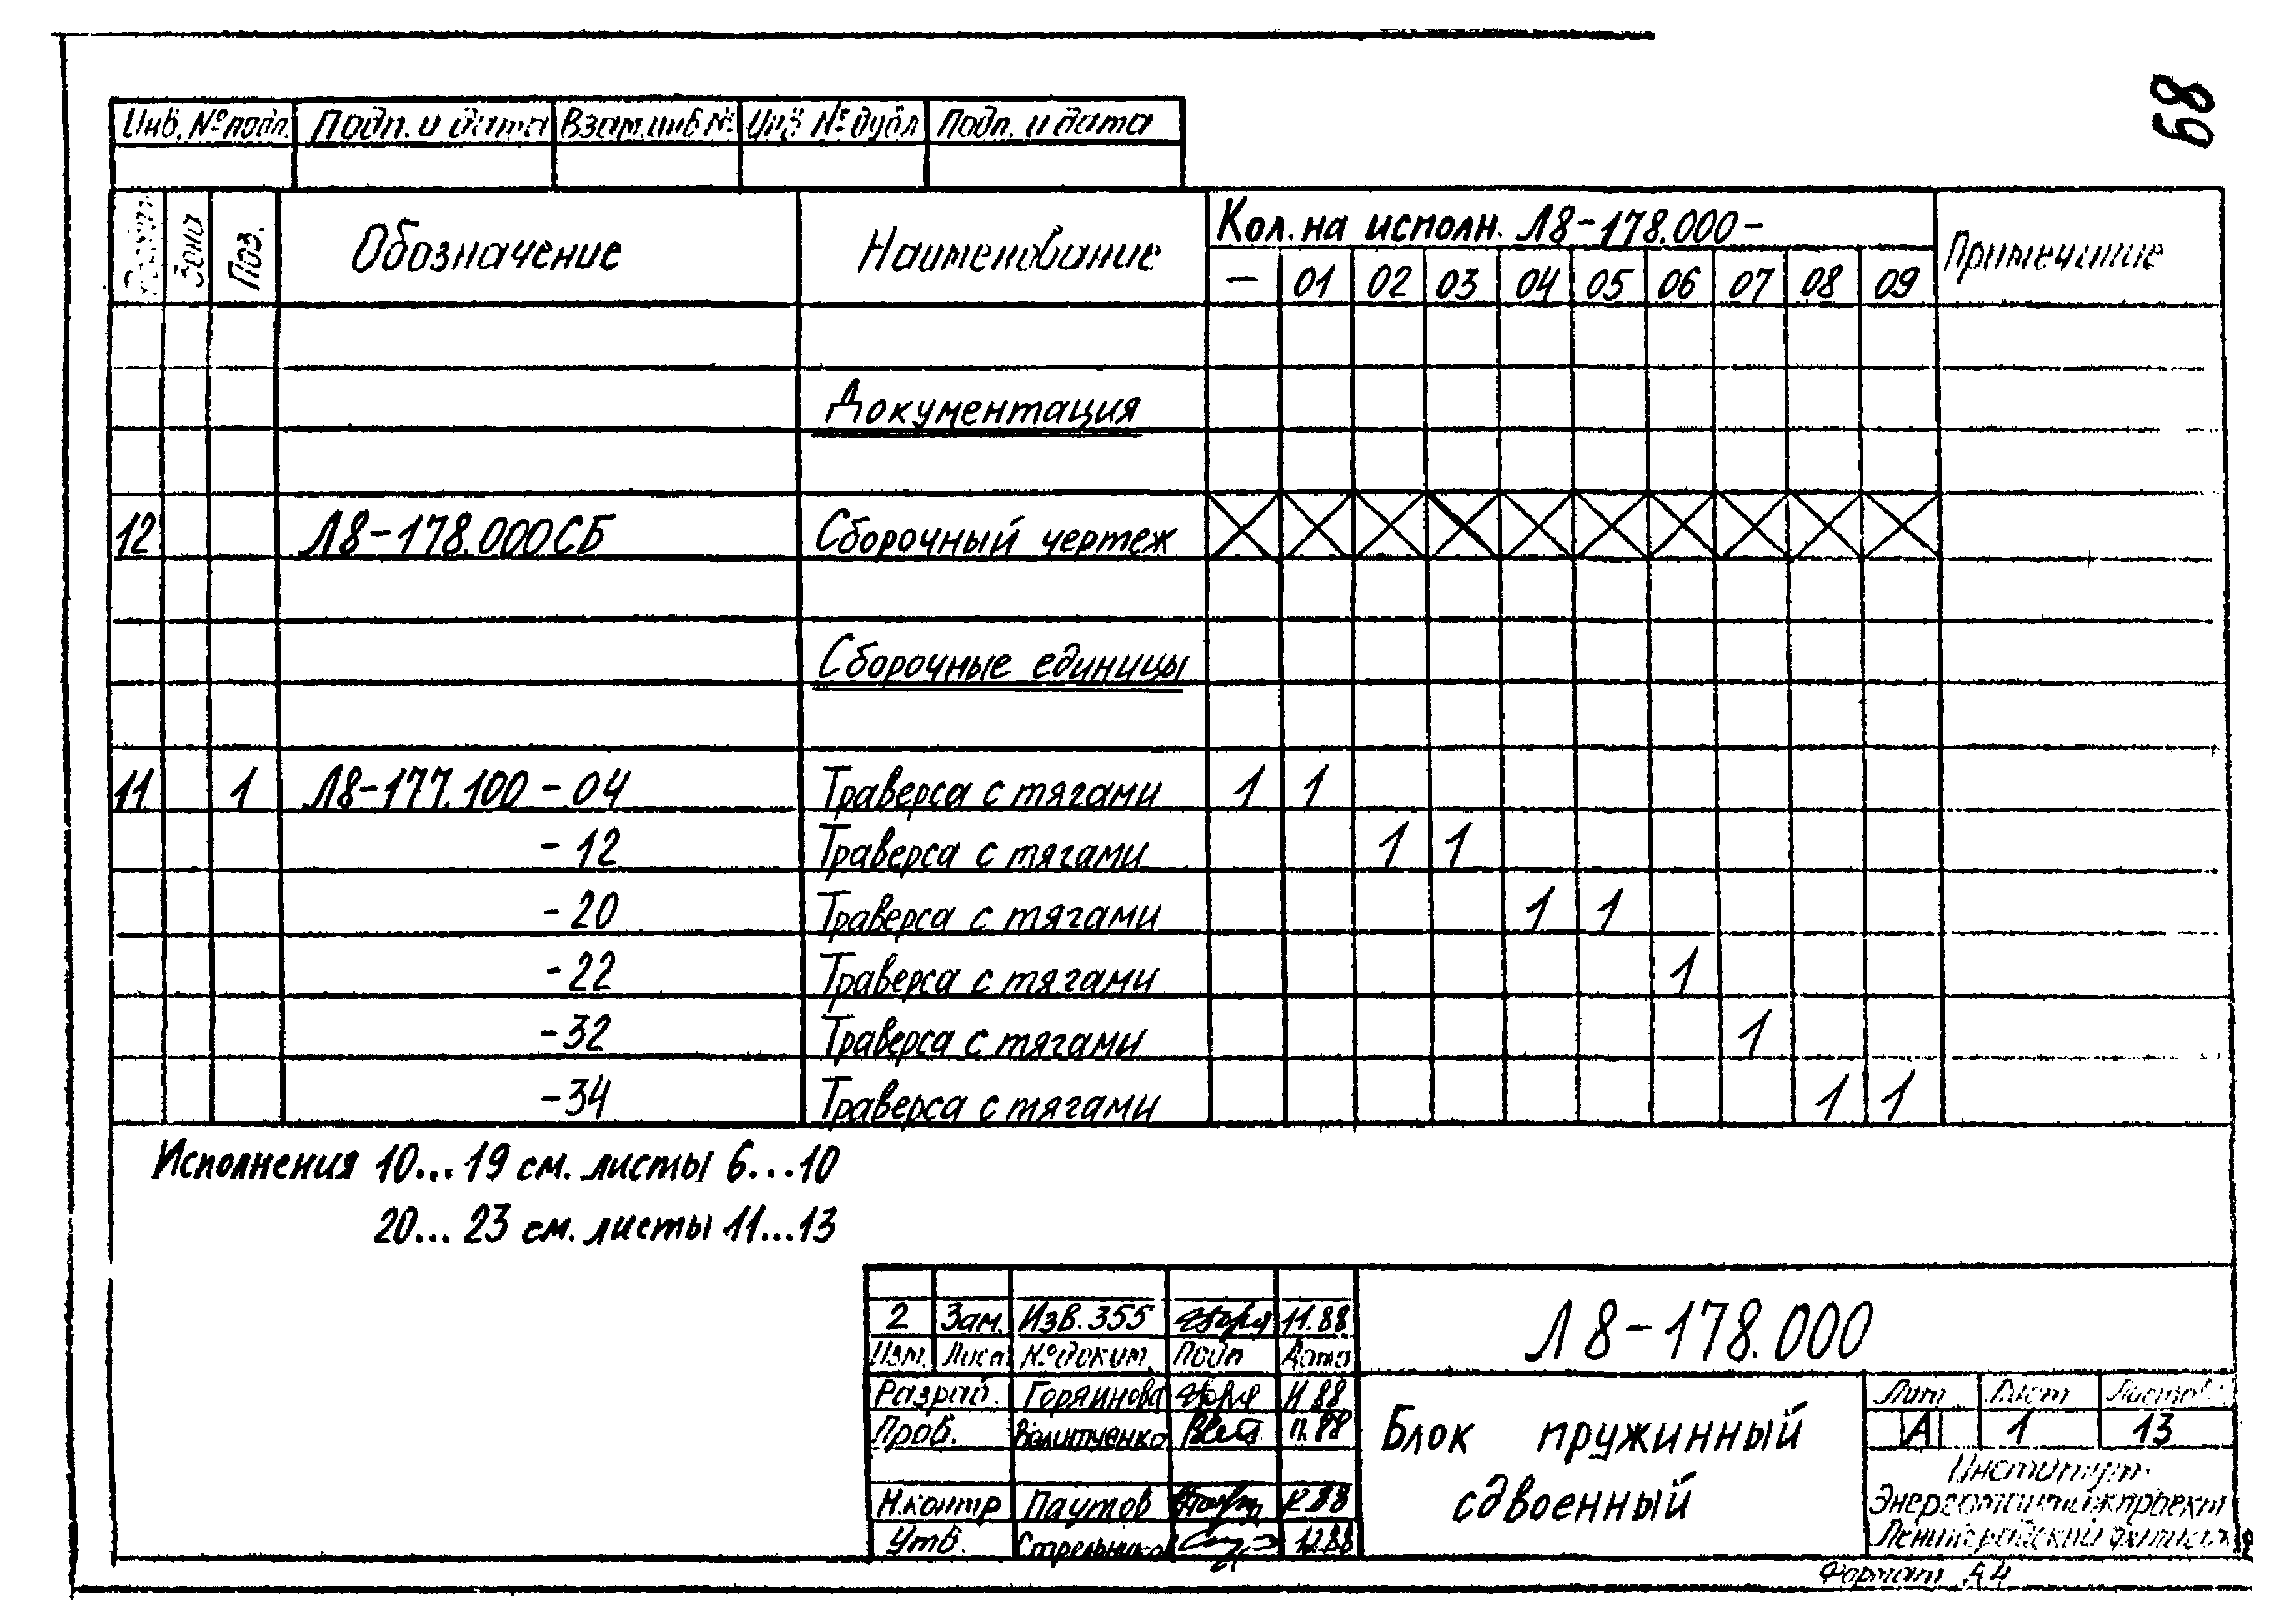 68
Инв. № подл. Подп. и дата Взам. инв № Инв № дубл Подп. и дата
Формат Зона Поз. Обозначение Наименование Кол. на исполн. Л8-178.000- Примечание
— 01 02 03 04 05 06 07 08 09
Документация
12 Л8-178.000СБ Сборочный чертеж
Сборочные единицы
11 1 Л8-177.100-04 Траверса с тягами 1 1
-12 Траверса с тягами 1 1
-20 Траверса с тягами 1 1
-22 Траверса с тягами 1
-32 Траверса с тягами 1
-34 Траверса с тягами 1 1
Исполнения 10...19 см. листы 6...10
20...23 см. листы 11...13
2 Зам. Изв. 355 11.88
Изм. Лист № докум. Подп Дата
Л8-178.000
Разраб. Горяинова 11 88
Пров. 11.88
Н.контр Паутов 12.88
Утв. 12.88
Блок пружинный
сдвоенный
Лит Лист Листов
А 1 13
Институт
Энергомонтажпроект
Ленинградский филиал
Формат А4